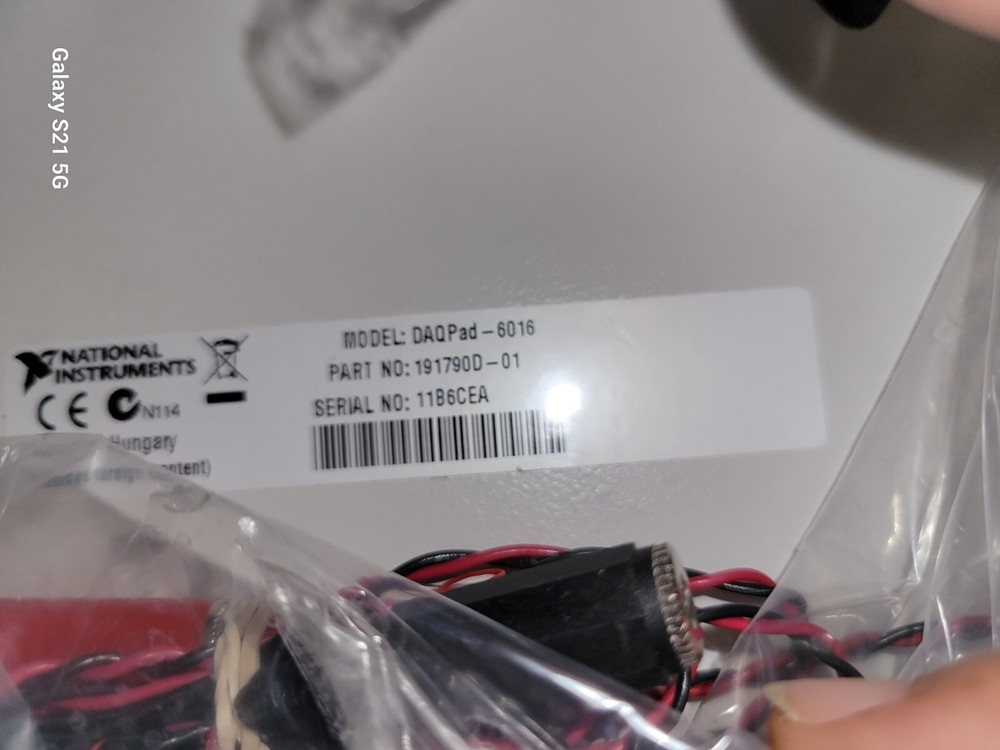 Galaxy S21 5G
NATIONAL
INSTRUMENTS
CE N114
Hungary
MODEL: DAQPad-6016
PART NO: 191790D-01
SERIAL NO: 11B6CEA